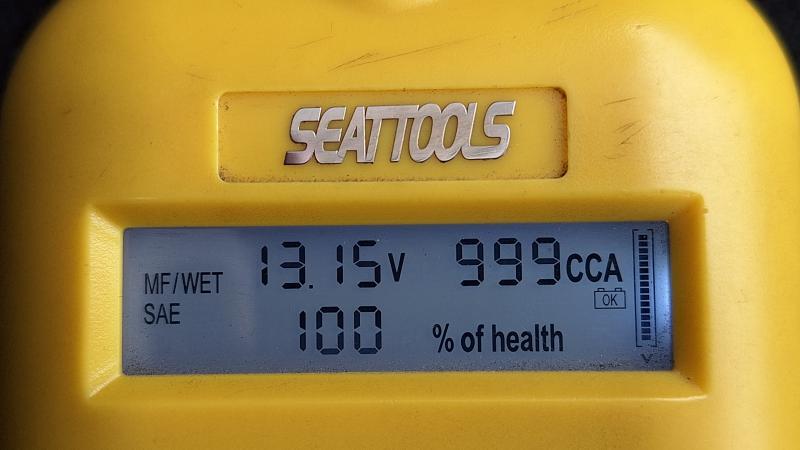 SEATTOOLS
MF/WET 13.15V 999CCA
SAE OK
100 % of health
V